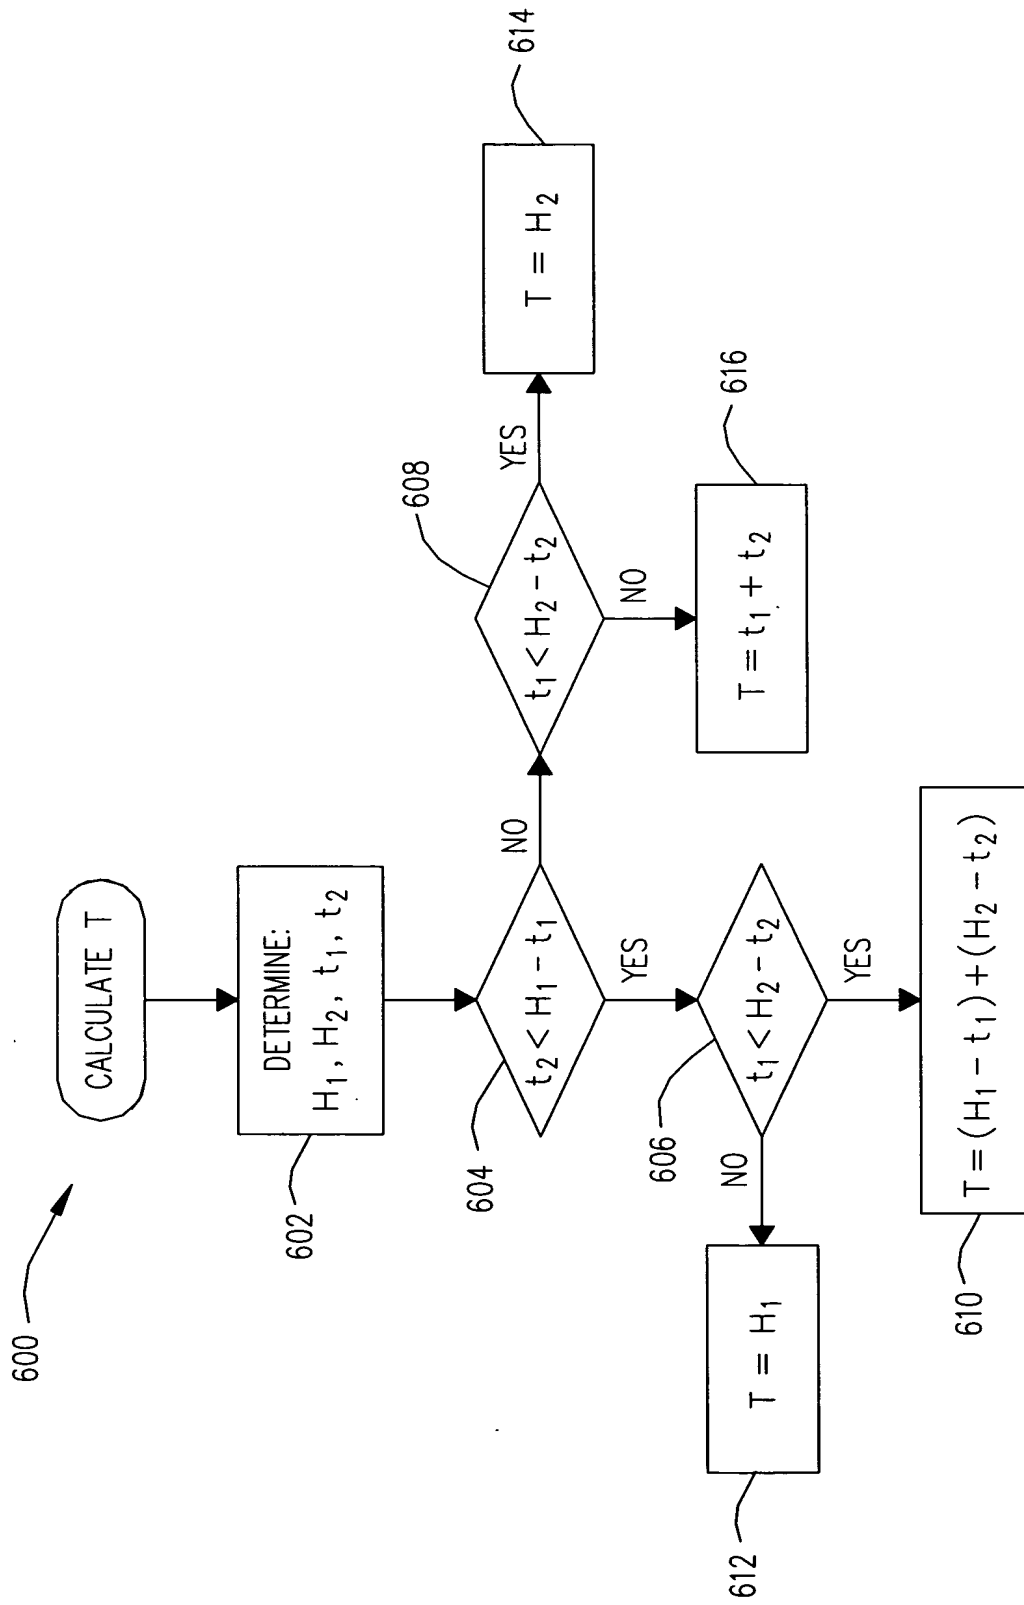 600
CALCULATE T
602
DETERMINE:
H₁, H₂, t₁, t₂
604
t₂ < H₁ − t₁
NO
608
t₁ < H₂ − t₂
YES
T = H₂
614
YES
NO
606
t₁ < H₂ − t₂
T = t₁ + t₂
616
NO
T = H₁
612
YES
610
T = (H₁ − t₁) + (H₂ − t₂)